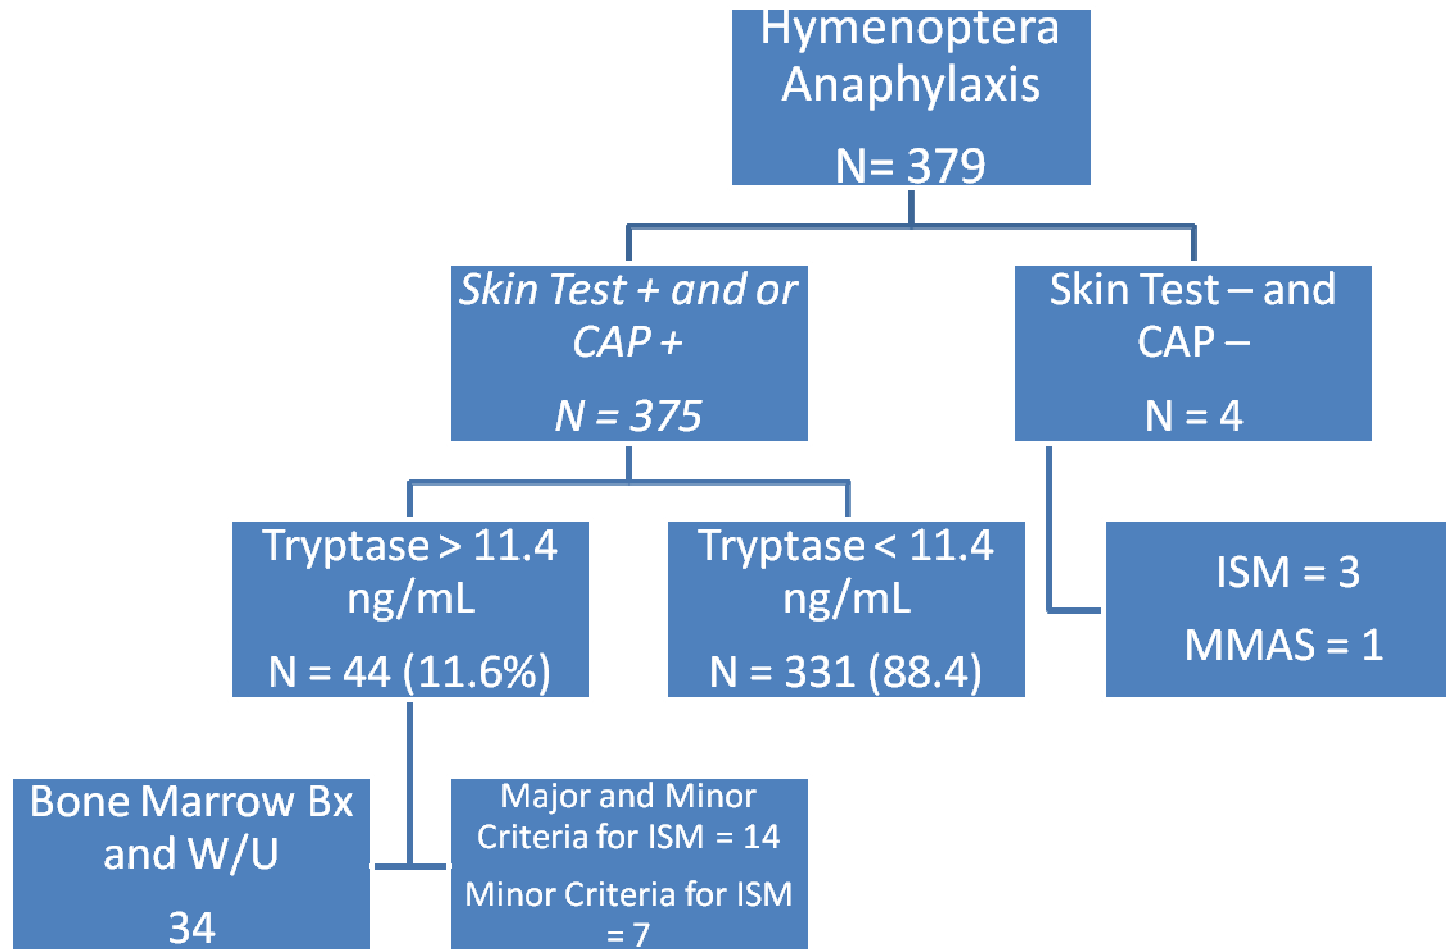 Hymenoptera
Anaphylaxis
N= 379
Skin Test + and or
CAP +
N = 375
Skin Test – and
CAP –
N = 4
Tryptase > 11.4
ng/mL
N = 44 (11.6%)
Tryptase < 11.4
ng/mL
N = 331 (88.4)
ISM = 3
MMAS = 1
Bone Marrow Bx
and W/U
34
Major and Minor
Criteria for ISM = 14
Minor Criteria for ISM
= 7